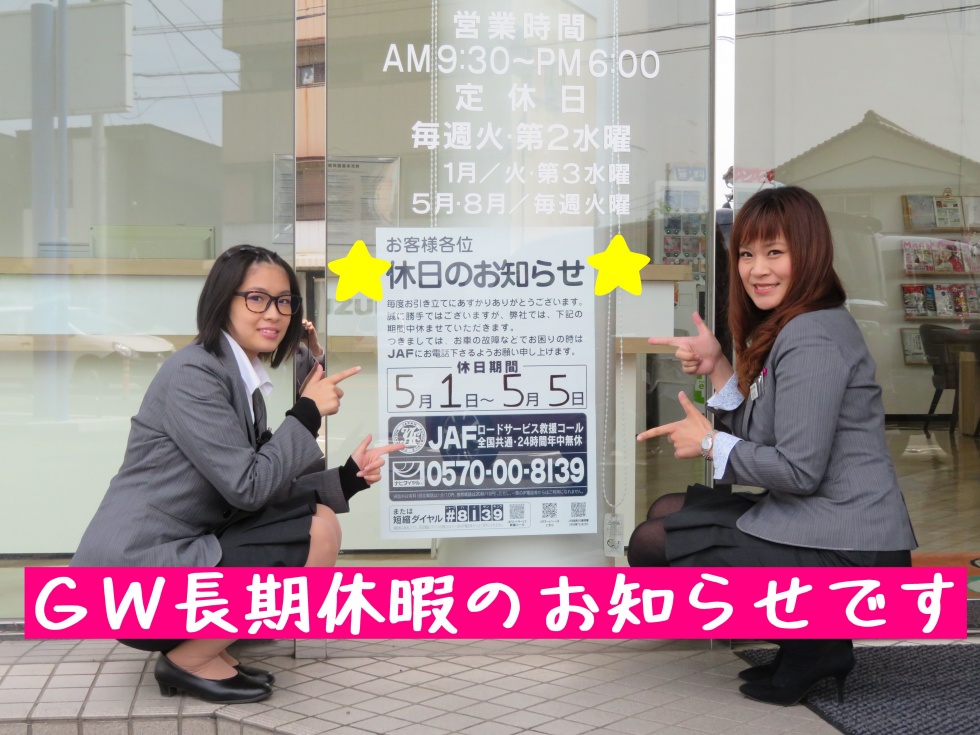 営業時間
AM9:30～PM6:00
定休日
毎週火・第2水曜
1月／火・第3水曜
5月・8月／毎週火曜
お客様各位
休日のお知らせ
毎度お引き立てにあずかりありがとうございます。
誠に勝手ではございますが、弊社では、下記の
期間中休ませていただきます。
つきましては、お車の故障などでお困りの時は
JAFにお電話下さるようお願い申し上げます。
休日期間
5月1日～5月5日
JAF ロードサービス救援コール
全国共通・24時間年中無休
ナビダイヤル 0570-00-8139
または
短縮ダイヤル #8139
GW長期休暇のお知らせです